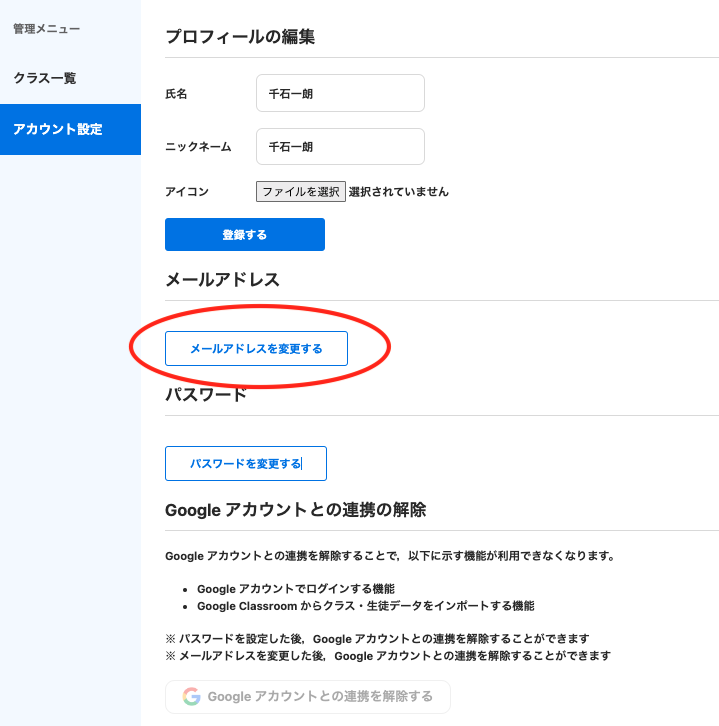 管理メニュー
クラス一覧
アカウント設定
プロフィールの編集
氏名
千石一朗
ニックネーム
千石一朗
アイコン
ファイルを選択 選択されていません
登録する
メールアドレス
メールアドレスを変更する
パスワード
パスワードを変更する
Google アカウントとの連携の解除
Google アカウントとの連携を解除することで，以下に示す機能が利用できなくなります。
• Google アカウントでログインする機能
• Google Classroom からクラス・生徒データをインポートする機能
※ パスワードを設定した後，Google アカウントとの連携を解除することができます
※ メールアドレスを変更した後，Google アカウントとの連携を解除することができます
Google アカウントとの連携を解除する